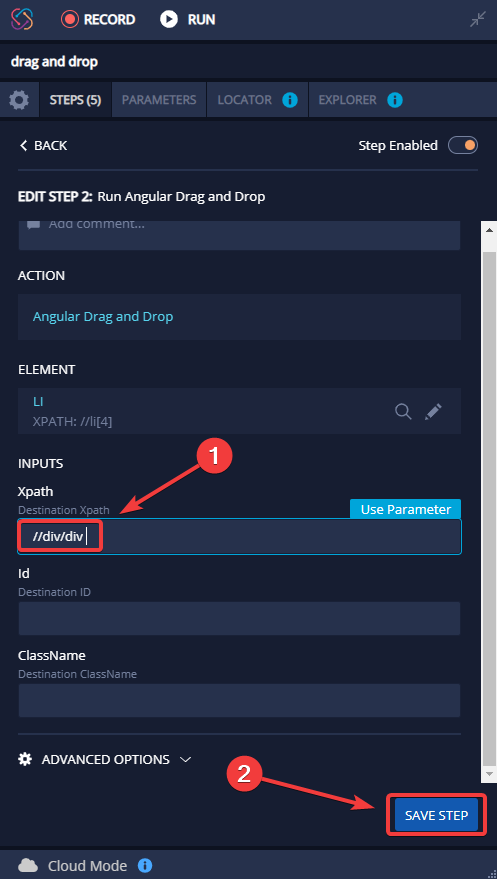 RECORD RUN
drag and drop
STEPS (5) PARAMETERS LOCATOR i EXPLORER i
BACK Step Enabled
EDIT STEP 2: Run Angular Drag and Drop
Add comment...
ACTION
Angular Drag and Drop
ELEMENT
LI
XPATH: //li[4]
INPUTS
1
Xpath
Destination Xpath
Use Parameter
//div/div
Id
Destination ID
ClassName
Destination ClassName
ADVANCED OPTIONS
2
SAVE STEP
Cloud Mode i